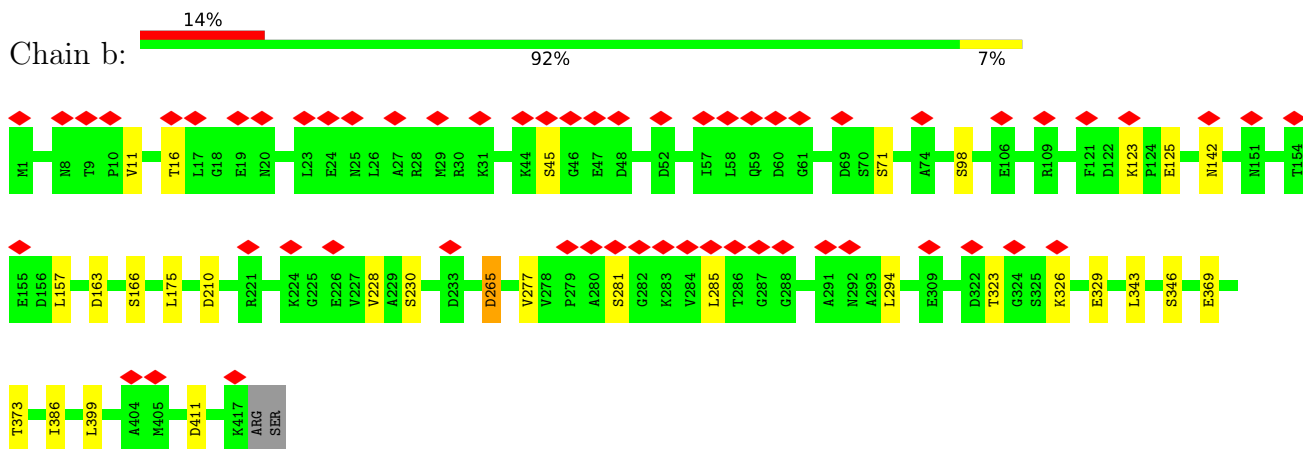 14%
Chain b:
92% 7%
M1 N8 T9 P10 V11 T16 L17 G18 E19 N20 L23 E24 N25 L26 A27 R28 M29 R30 K31 K44 S45 G46 E47 D48 D52 I57 L58 Q59 D60 G61 D69 S70 S71 A74 S98 E106 R109 F121 D122 K123 P124 E125 N142 N151 T154
E155 D156 L157 D163 S166 L175 D210 R221 K224 G225 E226 V227 V228 A229 S230 D233 D265 V277 V278 P279 A280 S281 G282 K283 V284 L285 T286 G287 G288 A291 N292 A293 L294 E309 D322 T323 G324 S325 K326 E329 L343 S346 E369
T373 I386 L399 A404 M405 D411 K417 ARG SER